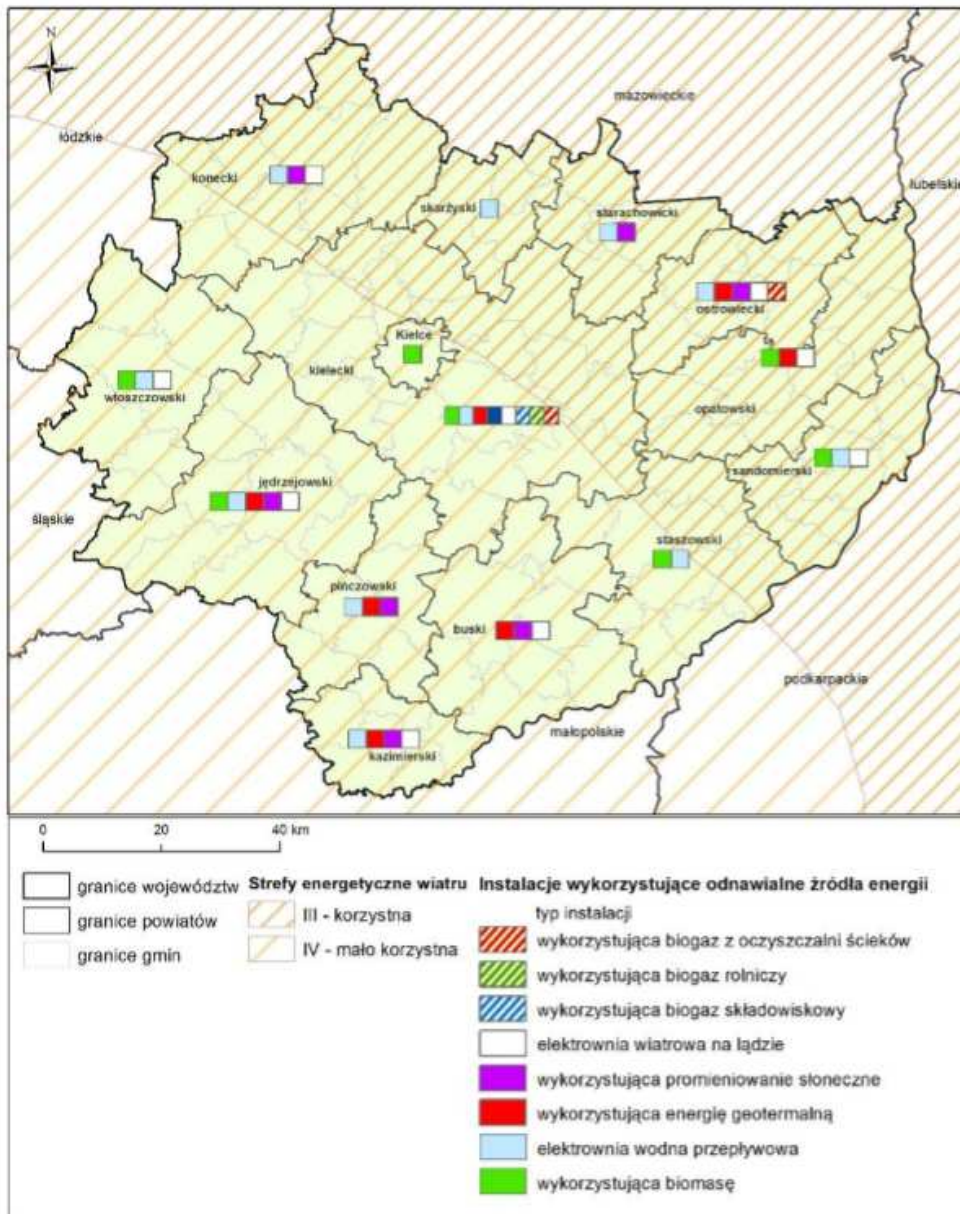 N
mazowieckie
łódzkie
lubelskie
konecki
skarżyski
starachowicki
ostrowiecki
Kielce
kielecki
włoszczowski
opatowski
sandomierski
jędrzejowski
śląskie
staszowski
pińczowski
buski
podkarpackie
małopolskie
kazimierski
0 20 40 km
granice województw
granice powiatów
granice gmin
Strefy energetyczne wiatru
III - korzystna
IV - mało korzystna
Instalacje wykorzystujące odnawialne źródła energii
typ instalacji
wykorzystująca biogaz z oczyszczalni ścieków
wykorzystująca biogaz rolniczy
wykorzystująca biogaz składowiskowy
elektrownia wiatrowa na lądzie
wykorzystująca promieniowanie słoneczne
wykorzystująca energię geotermalną
elektrownia wodna przepływowa
wykorzystująca biomasę